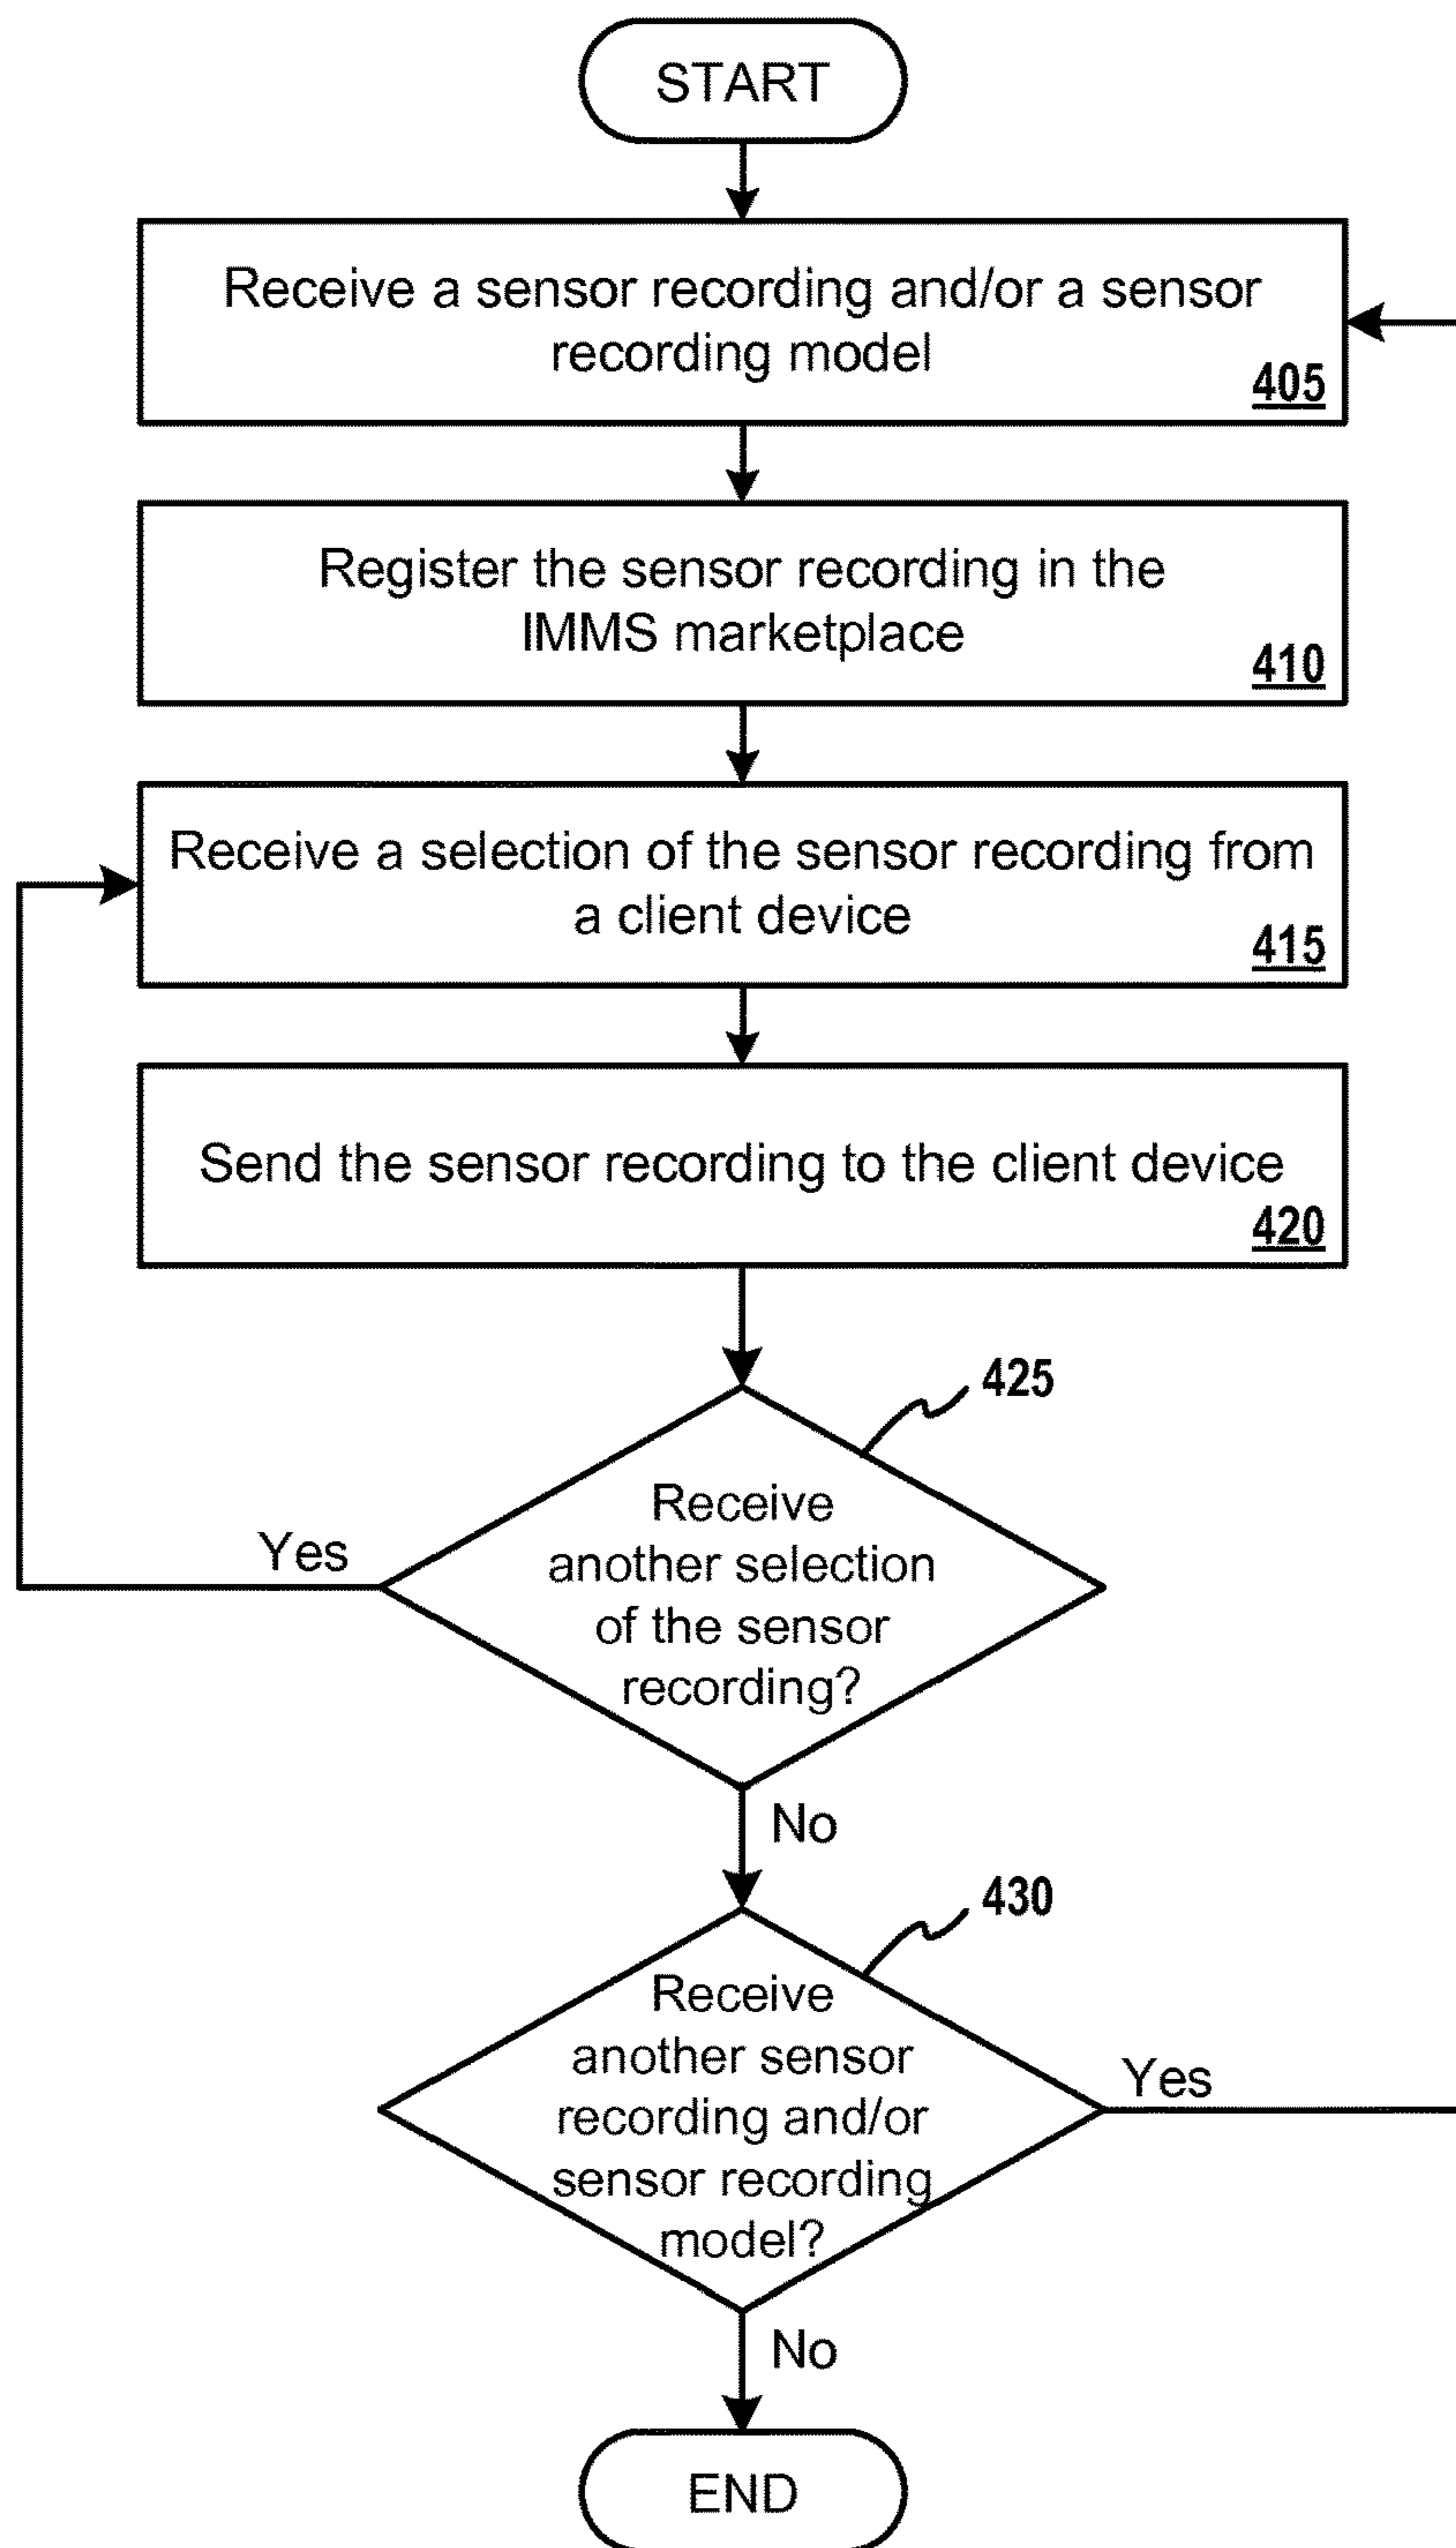 START
Receive a sensor recording and/or a sensor
recording model
405
Register the sensor recording in the
IMMS marketplace
410
Receive a selection of the sensor recording from
a client device
415
Send the sensor recording to the client device
420
425
Receive
another selection
of the sensor
recording?
Yes
No
430
Receive
another sensor
recording and/or
sensor recording
model?
Yes
No
END